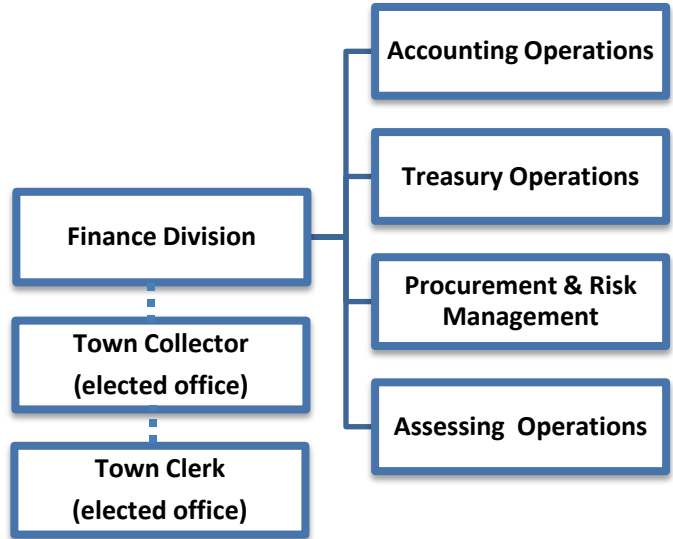 Accounting Operations
Treasury Operations
Finance Division
Procurement & Risk
Management
Town Collector
(elected office)
Assessing Operations
Town Clerk
(elected office)